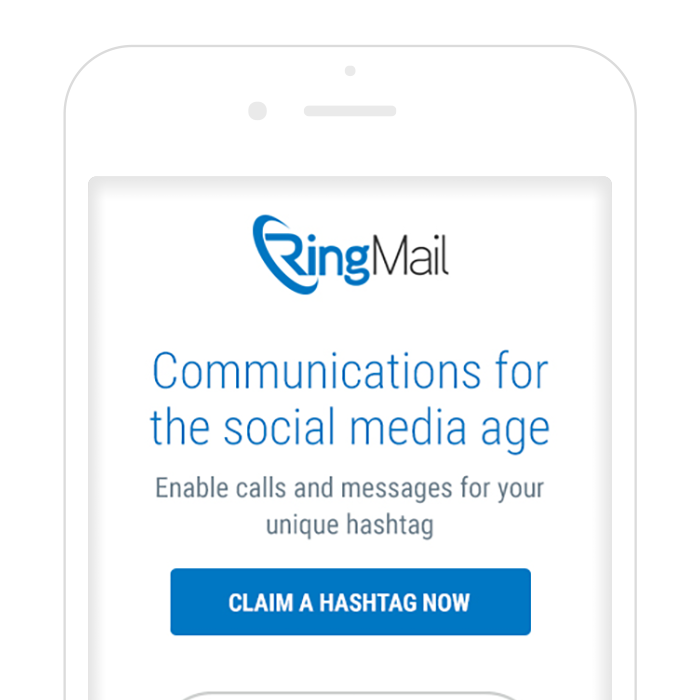 RingMail
Communications for
the social media age
Enable calls and messages for your
unique hashtag
CLAIM A HASHTAG NOW